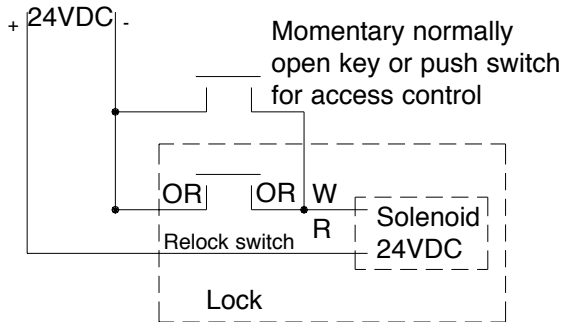 + 24VDC -
Momentary normally
open key or push switch
for access control
OR OR W
R
Solenoid
24VDC
Relock switch
Lock